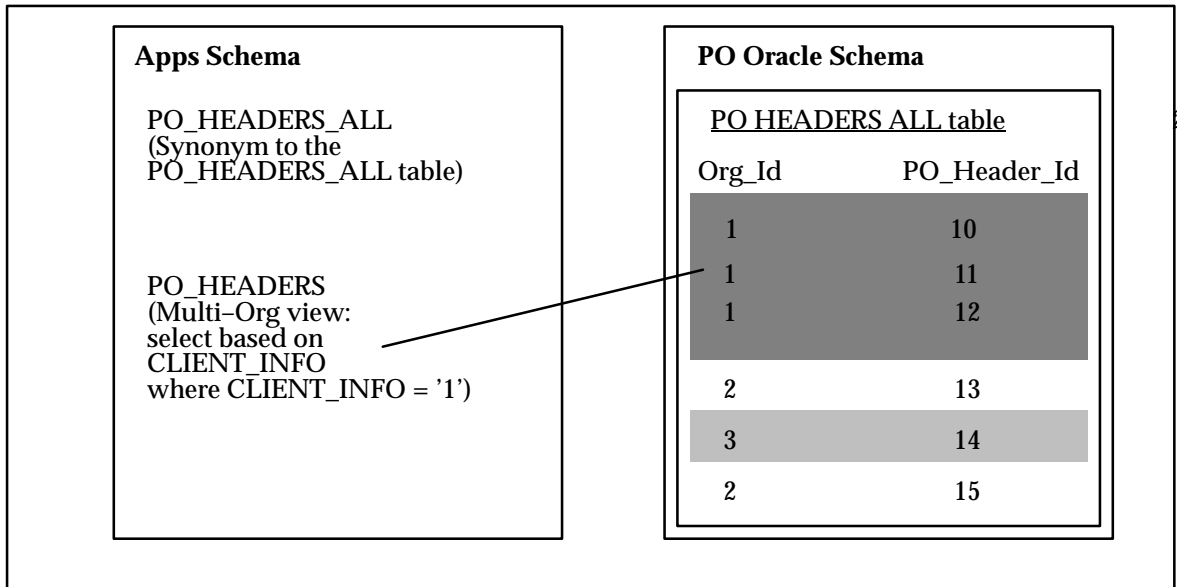 Apps Schema
PO_HEADERS_ALL
(Synonym to the
PO_HEADERS_ALL table)
PO_HEADERS
(Multi–Org view:
select based on
CLIENT_INFO
where CLIENT_INFO = ’1’)
PO Oracle Schema
PO HEADERS ALL table
Org_Id PO_Header_Id
1 10
1 11
1 12
2 13
3 14
2 15